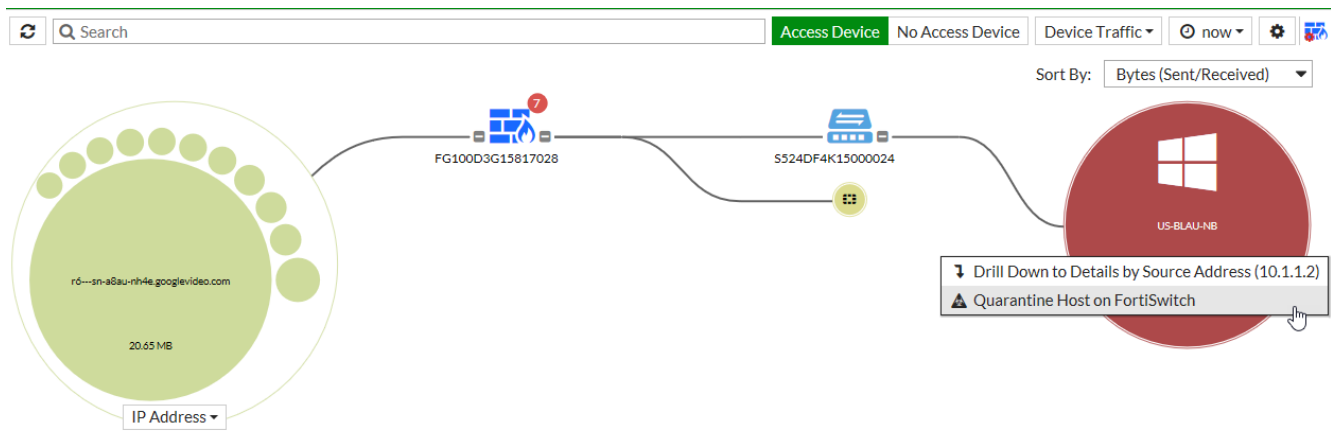 Search
Access Device
No Access Device
Device Traffic
now
Sort By:
Bytes (Sent/Received)
7
FG100D3G15817028
S524DF4K15000024
US-BLAU-NB
r6---sn-a8au-nh4e.googlevideo.com
20.65 MB
Drill Down to Details by Source Address (10.1.1.2)
Quarantine Host on FortiSwitch
IP Address